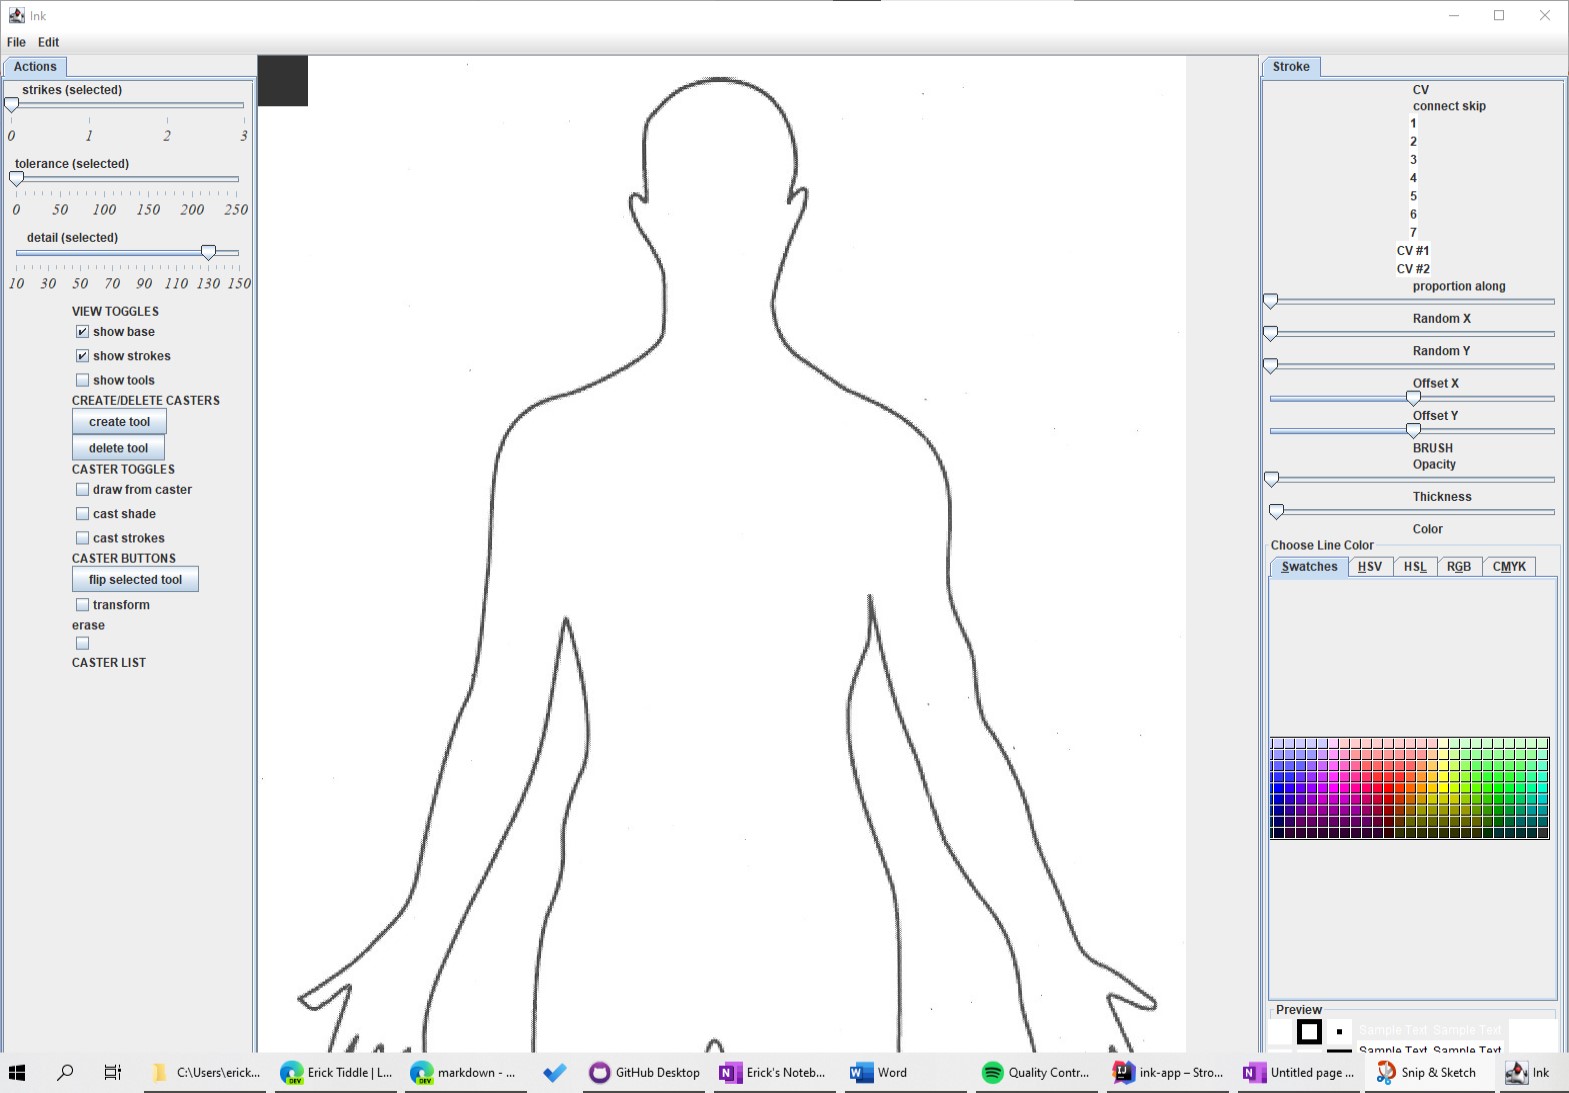 Ink
File Edit
Actions
strikes (selected)
0 1 2 3
tolerance (selected)
0 50 100 150 200 250
detail (selected)
10 30 50 70 90 110 130 150
VIEW TOGGLES
show base
show strokes
show tools
CREATE/DELETE CASTERS
create tool
delete tool
CASTER TOGGLES
draw from caster
cast shade
cast strokes
CASTER BUTTONS
flip selected tool
transform
erase
CASTER LIST
Stroke
CV
connect skip
1
2
3
4
5
6
7
CV #1
CV #2
proportion along
Random X
Random Y
Offset X
Offset Y
BRUSH
Opacity
Thickness
Color
Choose Line Color
Swatches HSV HSL RGB CMYK
Preview
Sample Text Sample Text
Sample Text Sample Text
C:\Users\erick...
Erick Tiddle | L...
markdown - ...
GitHub Desktop
Erick's Noteb...
Word
Quality Contr...
ink-app – Stro...
Untitled page ...
Snip & Sketch
Ink